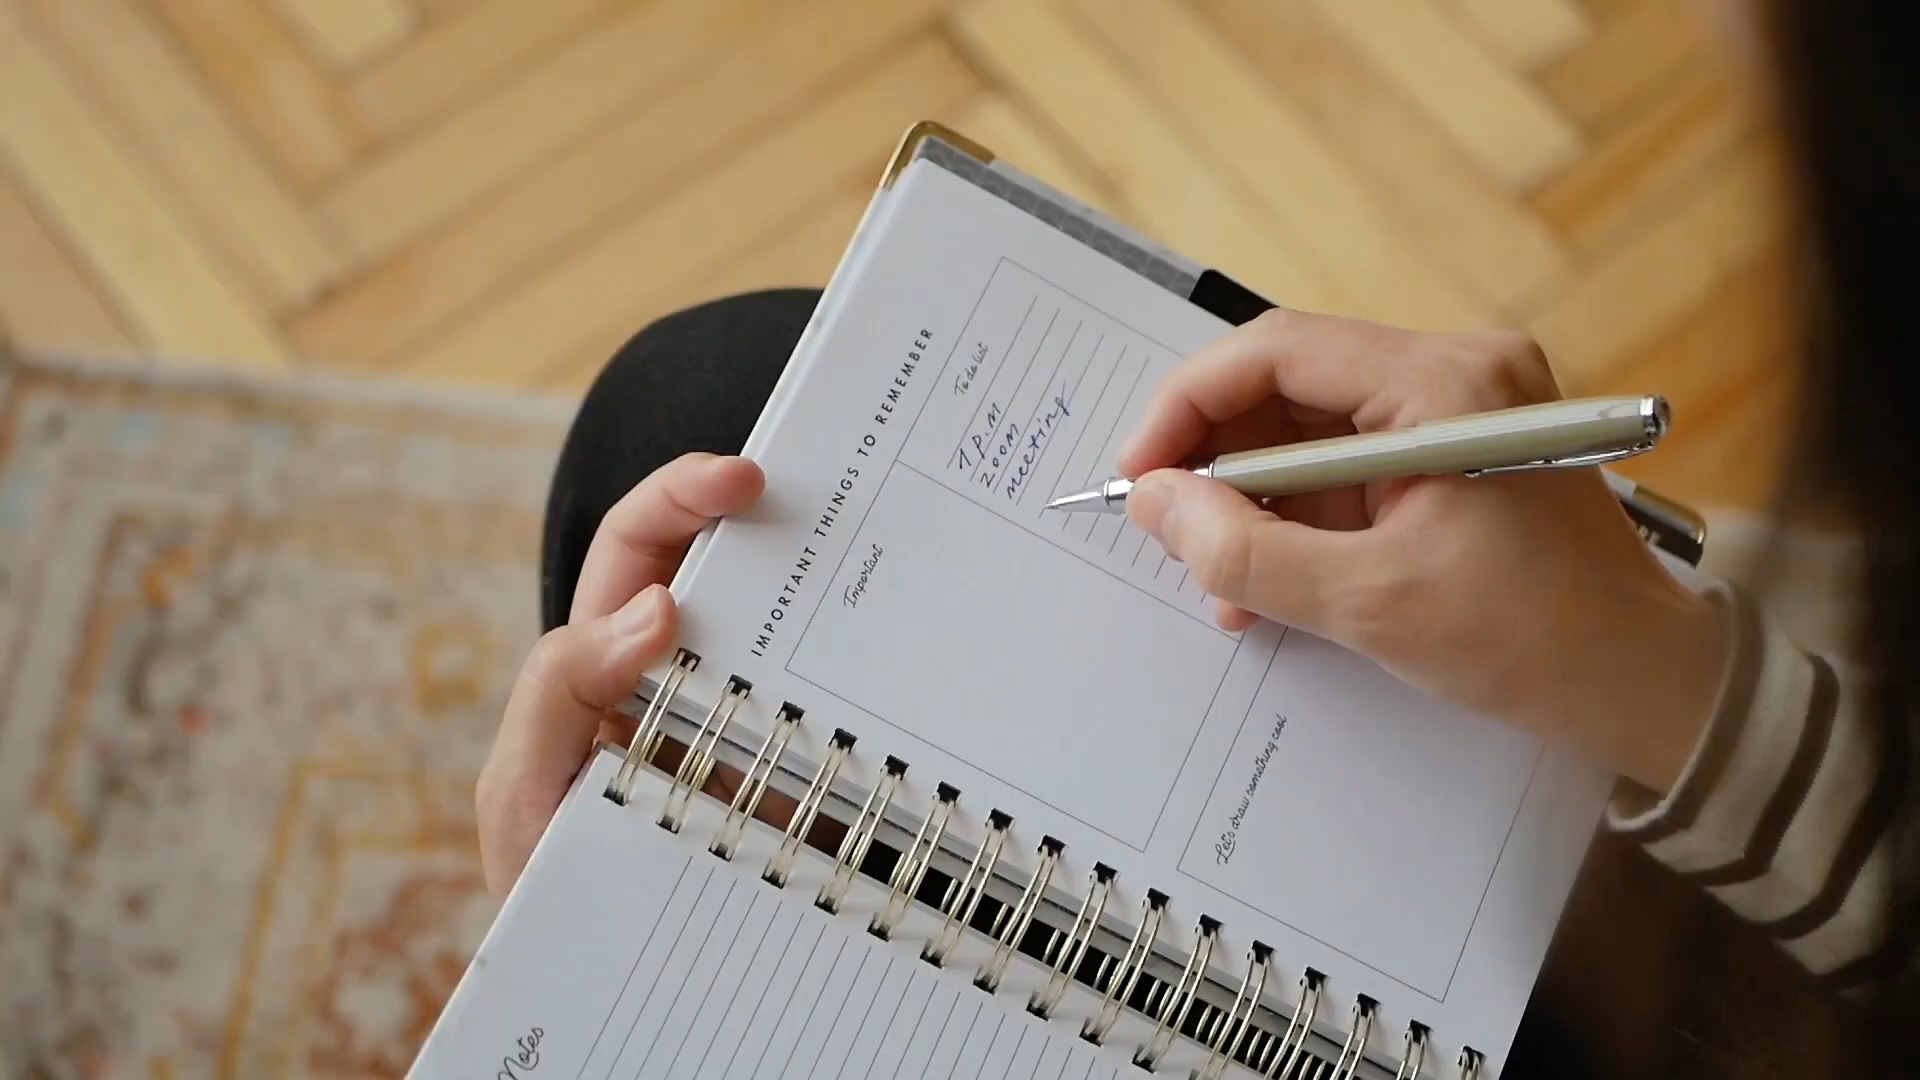 IMPORTANT THINGS TO REMEMBER
To do list
1 P.M
ZOOM
meeting
Important
Let's draw something cool
Notes